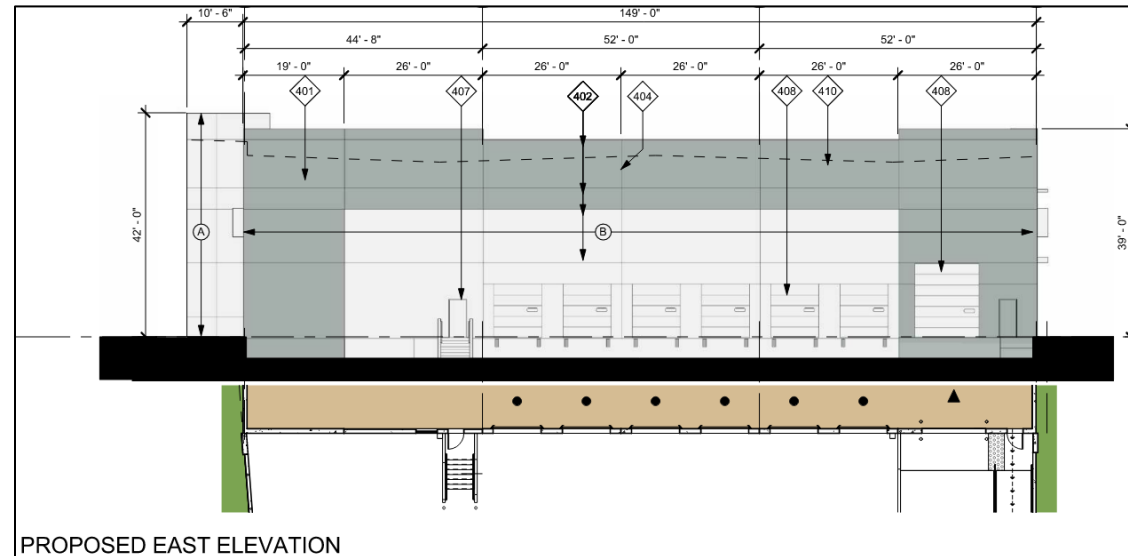 10' - 6" 149' - 0"
44' - 8" 52' - 0" 52' - 0"
19' - 0" 26' - 0" 26' - 0" 26' - 0" 26' - 0" 26' - 0"
401 407 402 404 408 410 408
42' - 0" A B 39' - 0"
PROPOSED EAST ELEVATION